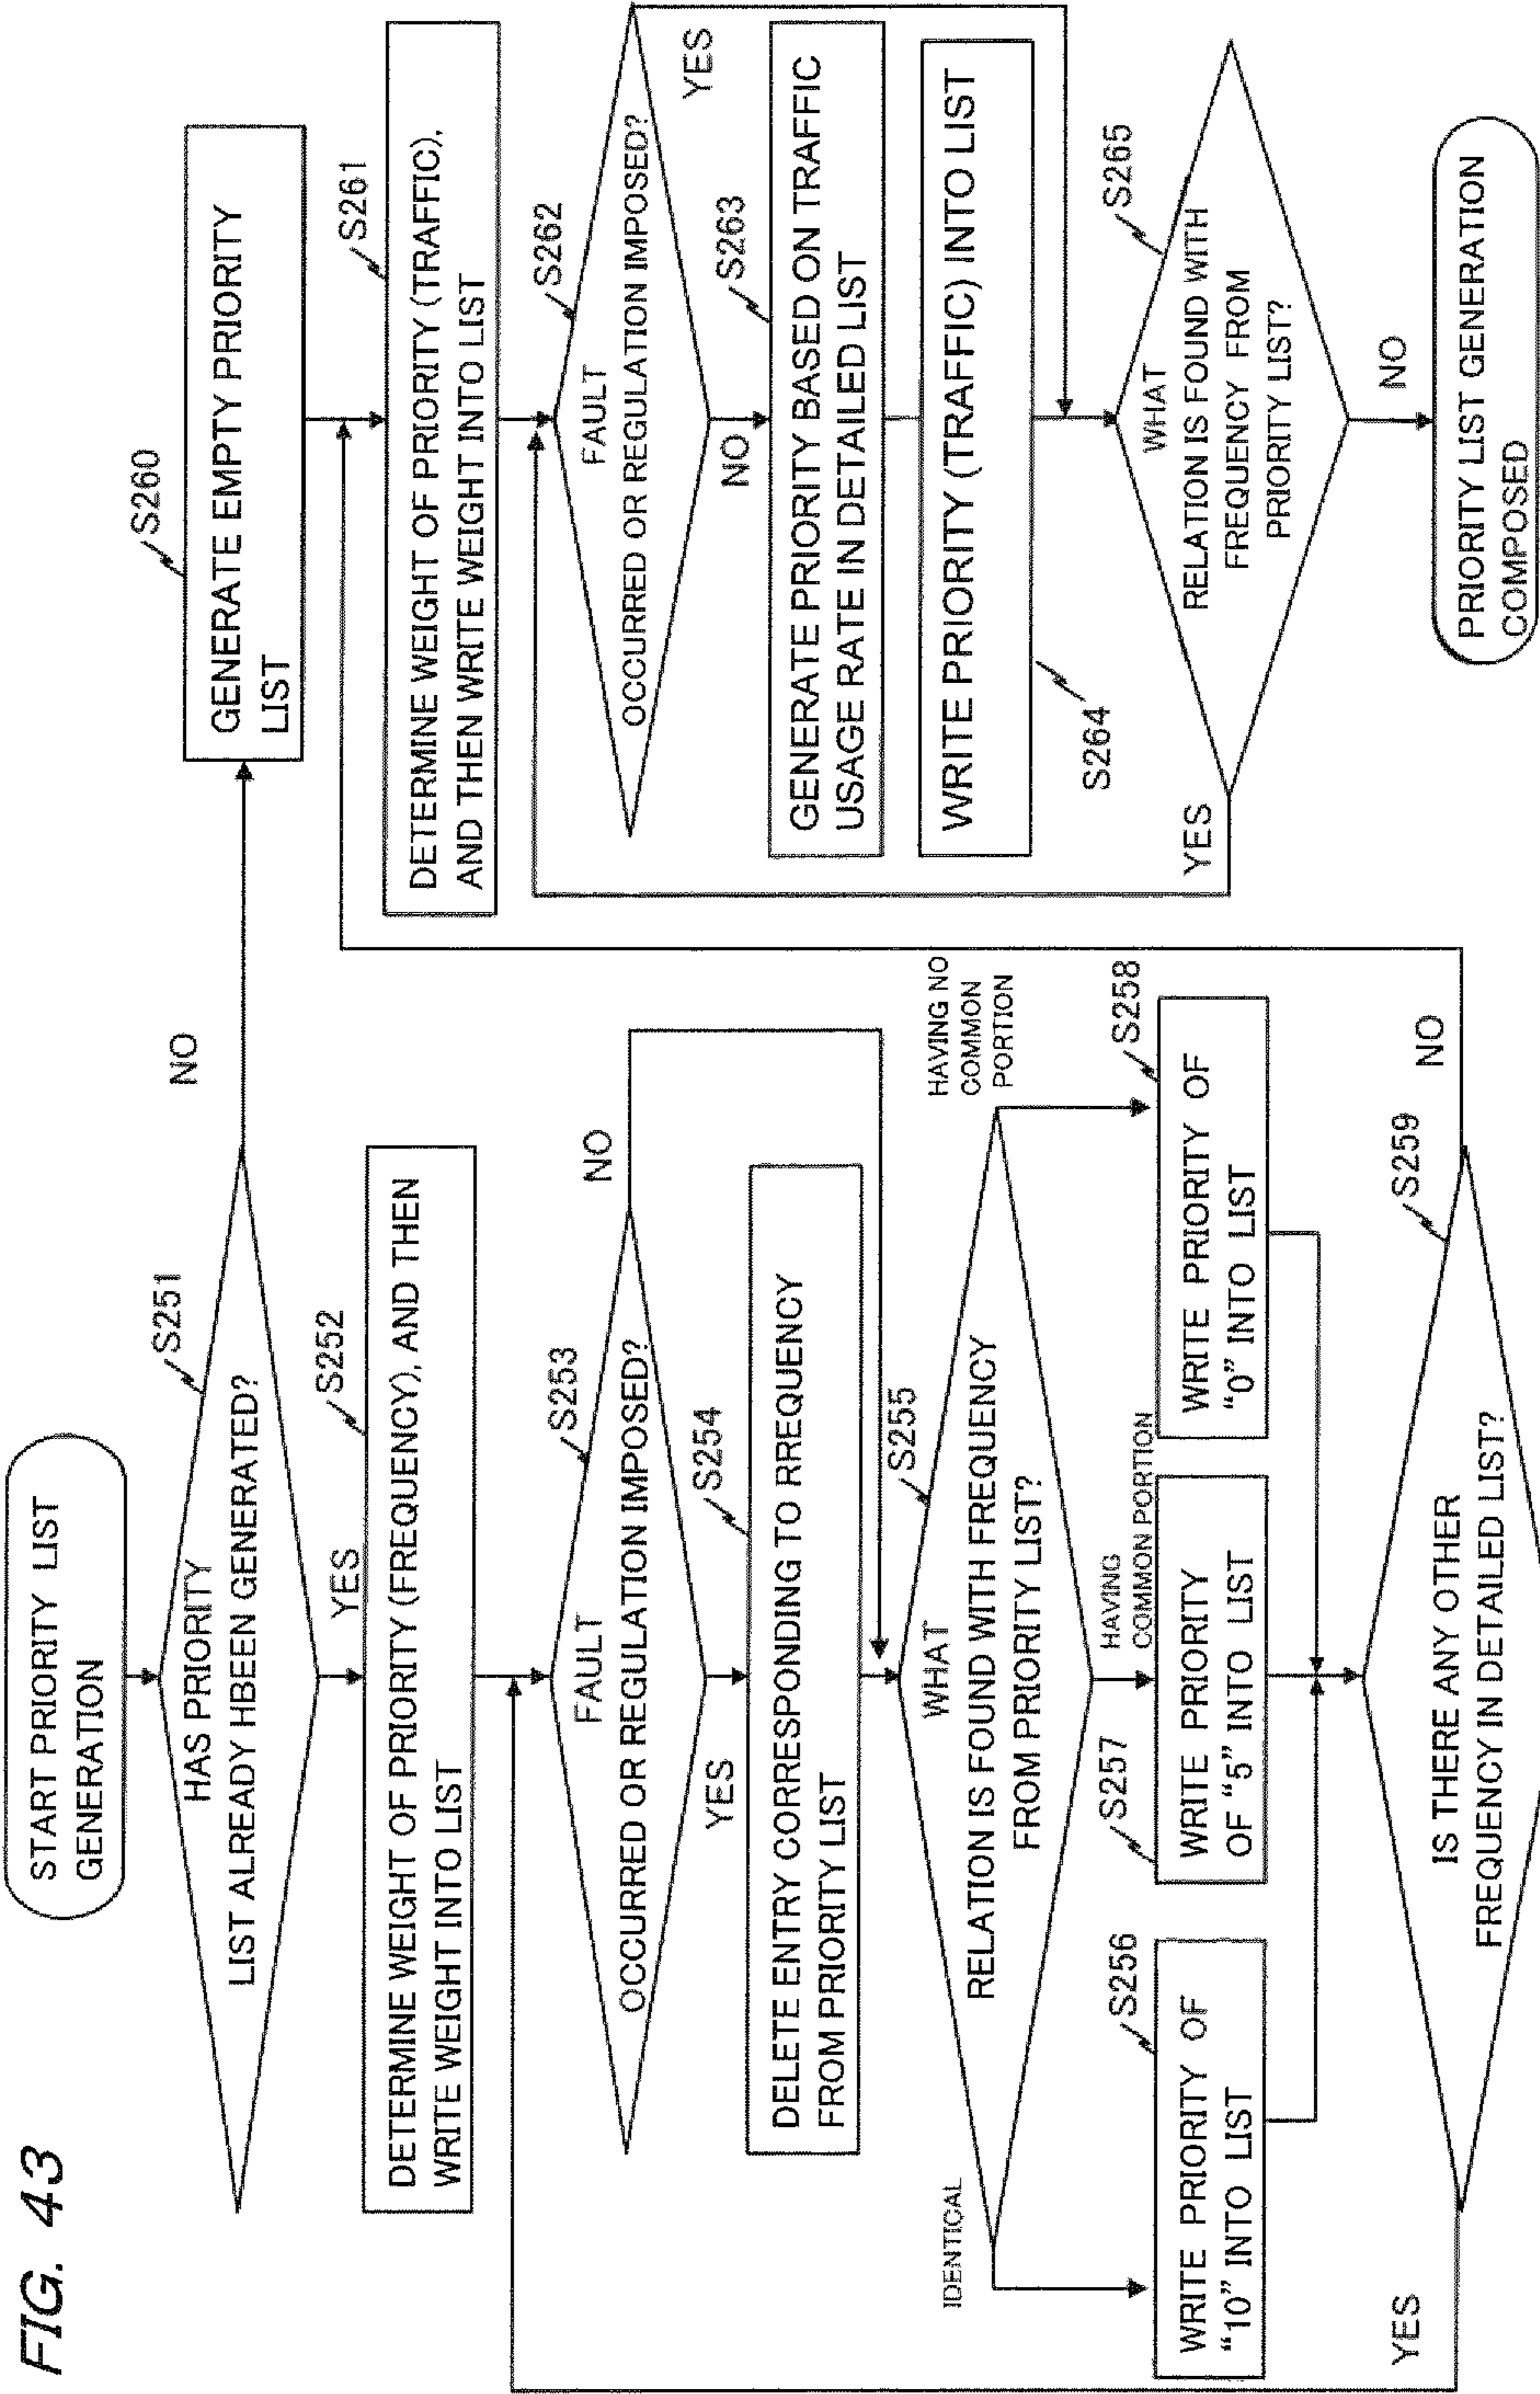 FIG. 43
START PRIORITY LIST
GENERATION
S251
HAS PRIORITY
LIST ALREADY HBEEN GENERATED?
NO
YES
S252
DETERMINE WEIGHT OF PRIORITY (FREQUENCY), AND THEN
WRITE WEIGHT INTO LIST
S253
FAULT
OCCURRED OR REGULATION IMPOSED?
NO
YES
S254
DELETE ENTRY CORRESPONDING TO RREQUENCY
FROM PRIORITY LIST
S255
WHAT
RELATION IS FOUND WITH FREQUENCY
FROM PRIORITY LIST?
IDENTICAL
HAVING
COMMON PORTION
HAVING NO
COMMON
PORTION
S256
WRITE PRIORITY OF
“10” INTO LIST
S257
WRITE PRIORITY
OF “5” INTO LIST
S258
WRITE PRIORITY OF
“0” INTO LIST
S259
IS THERE ANY OTHER
FREQUENCY IN DETAILED LIST?
YES
NO
S260
GENERATE EMPTY PRIORITY
LIST
S261
DETERMINE WEIGHT OF PRIORITY (TRAFFIC),
AND THEN WRITE WEIGHT INTO LIST
S262
FAULT
OCCURRED OR REGULATION IMPOSED?
YES
NO
S263
GENERATE PRIORITY BASED ON TRAFFIC
USAGE RATE IN DETAILED LIST
WRITE PRIORITY (TRAFFIC) INTO LIST
S264
S265
WHAT
RELATION IS FOUND WITH
FREQUENCY FROM
PRIORITY LIST?
YES
NO
PRIORITY LIST GENERATION
COMPOSED